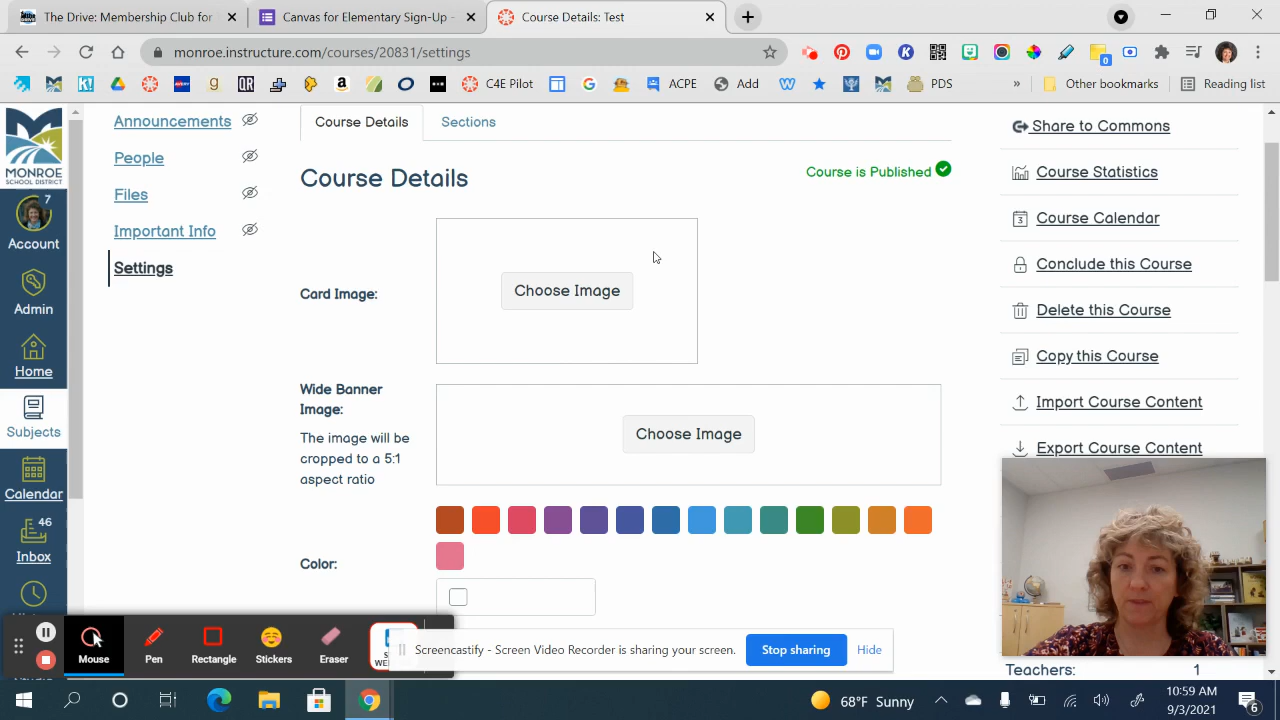 The Drive: Membership Club for
Canvas for Elementary Sign-Up -
Course Details: Test
monroe.instructure.com/courses/20831/settings
0
K!
g
QR
a
C4E Pilot
G
ACPE
Add
PDS
»
Other bookmarks
Reading list
MONROE
SCHOOL DISTRICT
7
Account
Admin
Home
Subjects
Calendar
46
Inbox
Announcements
People
Files
Important Info
Settings
Course Details
Sections
Course Details
Course is Published
Card Image:
Choose Image
Wide Banner
Image:
The image will be
cropped to a 5:1
aspect ratio
Choose Image
Color:
Share to Commons
Course Statistics
3
Course Calendar
Conclude this Course
Delete this Course
Copy this Course
Import Course Content
Export Course Content
Teachers: 1
Mouse
Pen
Rectangle
Stickers
Eraser
Screencastify - Screen Video Recorder is sharing your screen.
Stop sharing
Hide
68°F Sunny
10:59 AM
9/3/2021
6